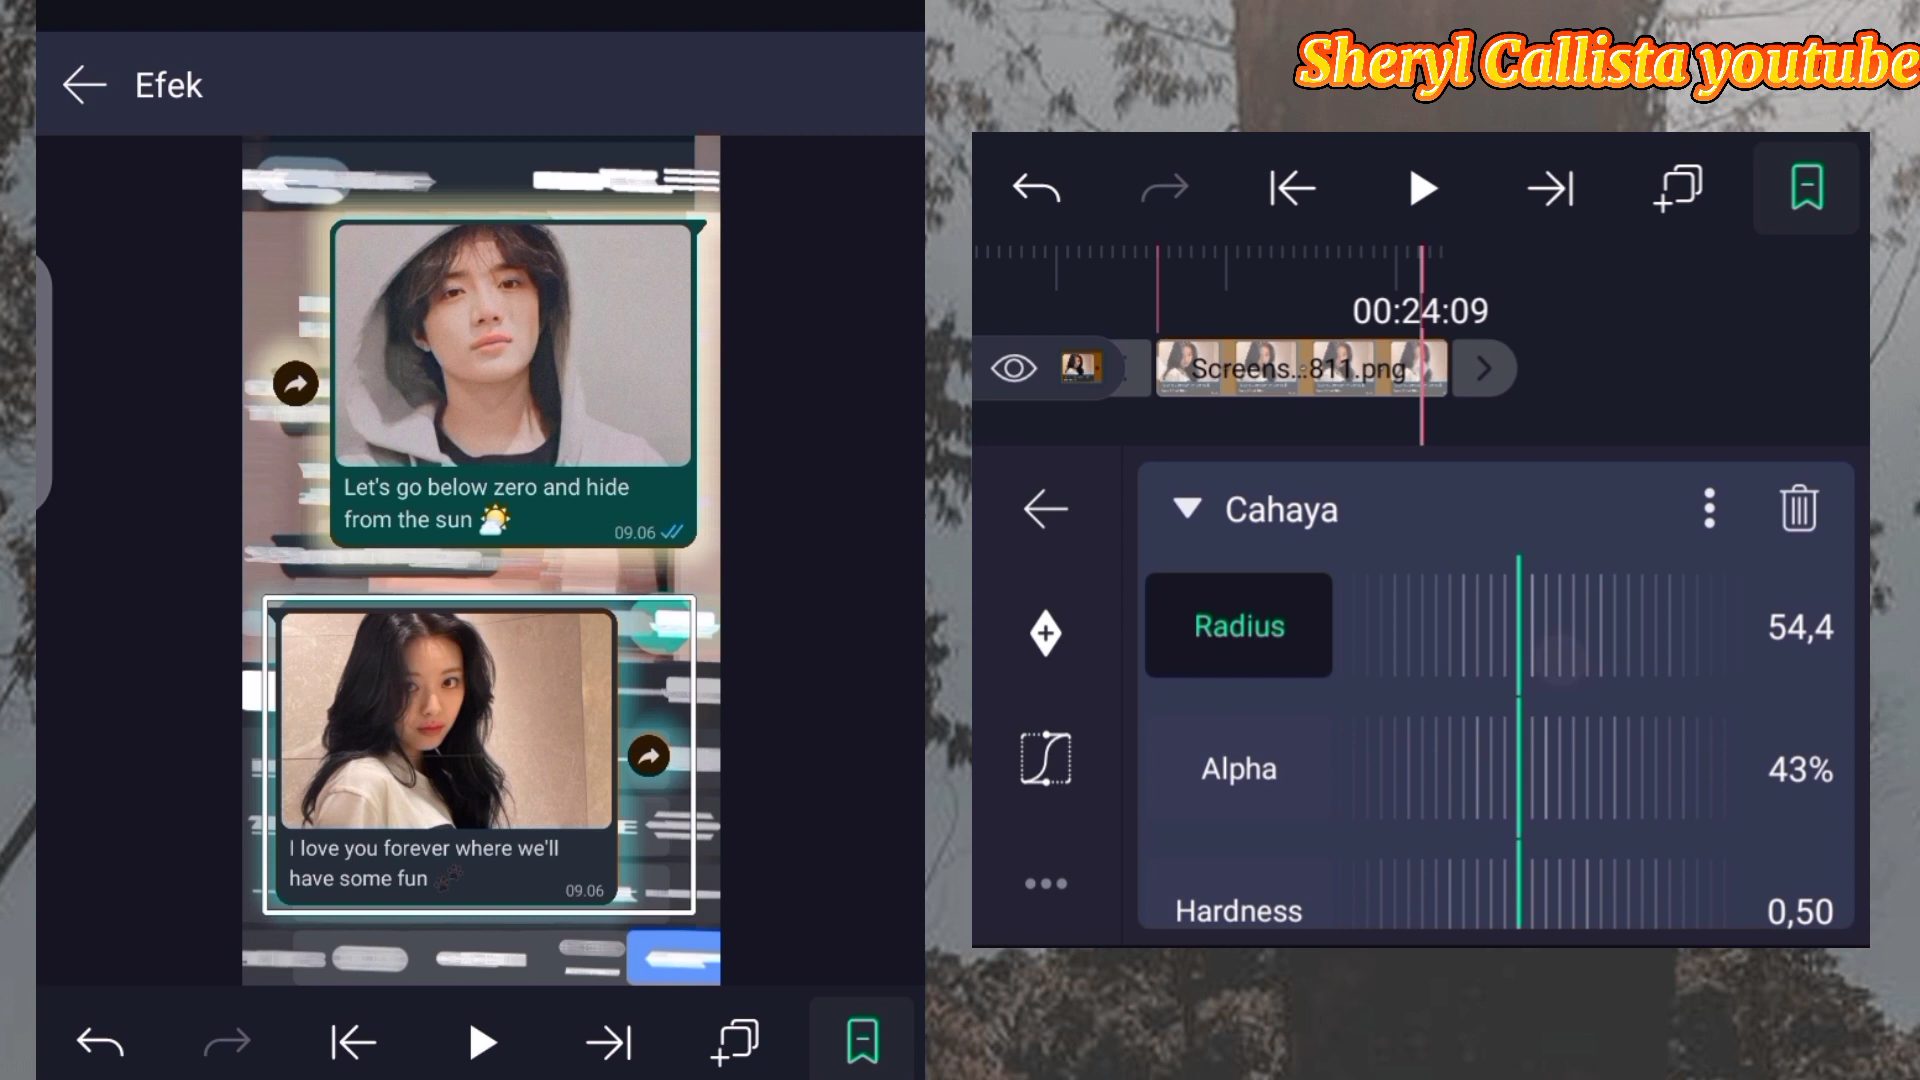 Efek
Let's go below zero and hide
from the sun 🌤️
09.06
I love you forever where we'll
have some fun 🐾
09.06
Sheryl Callista youtube
00:24:09
Screens...811.png
Cahaya
Radius
54,4
Alpha
43%
Hardness
0,50